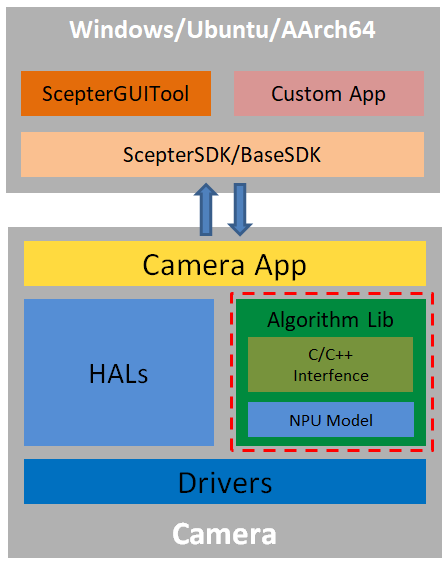 Windows/Ubuntu/AArch64
ScepterGUITool
Custom App
ScepterSDK/BaseSDK
Camera App
HALs
Algorithm Lib
C/C++
Interfence
NPU Model
Drivers
Camera